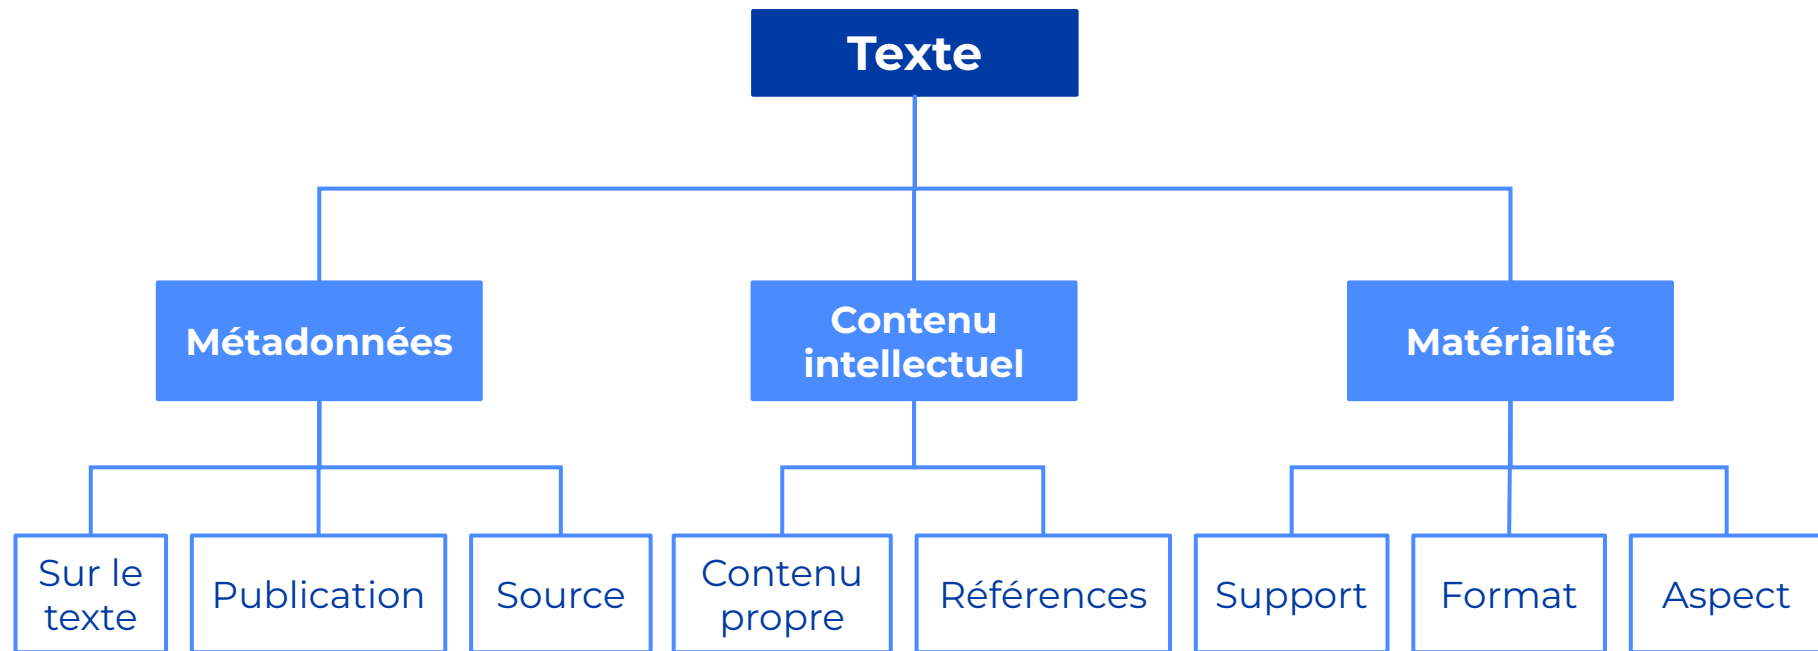 Texte
Métadonnées
Contenu
intellectuel
Matérialité
Sur le
texte
Publication
Source
Contenu
propre
Références
Support
Format
Aspect